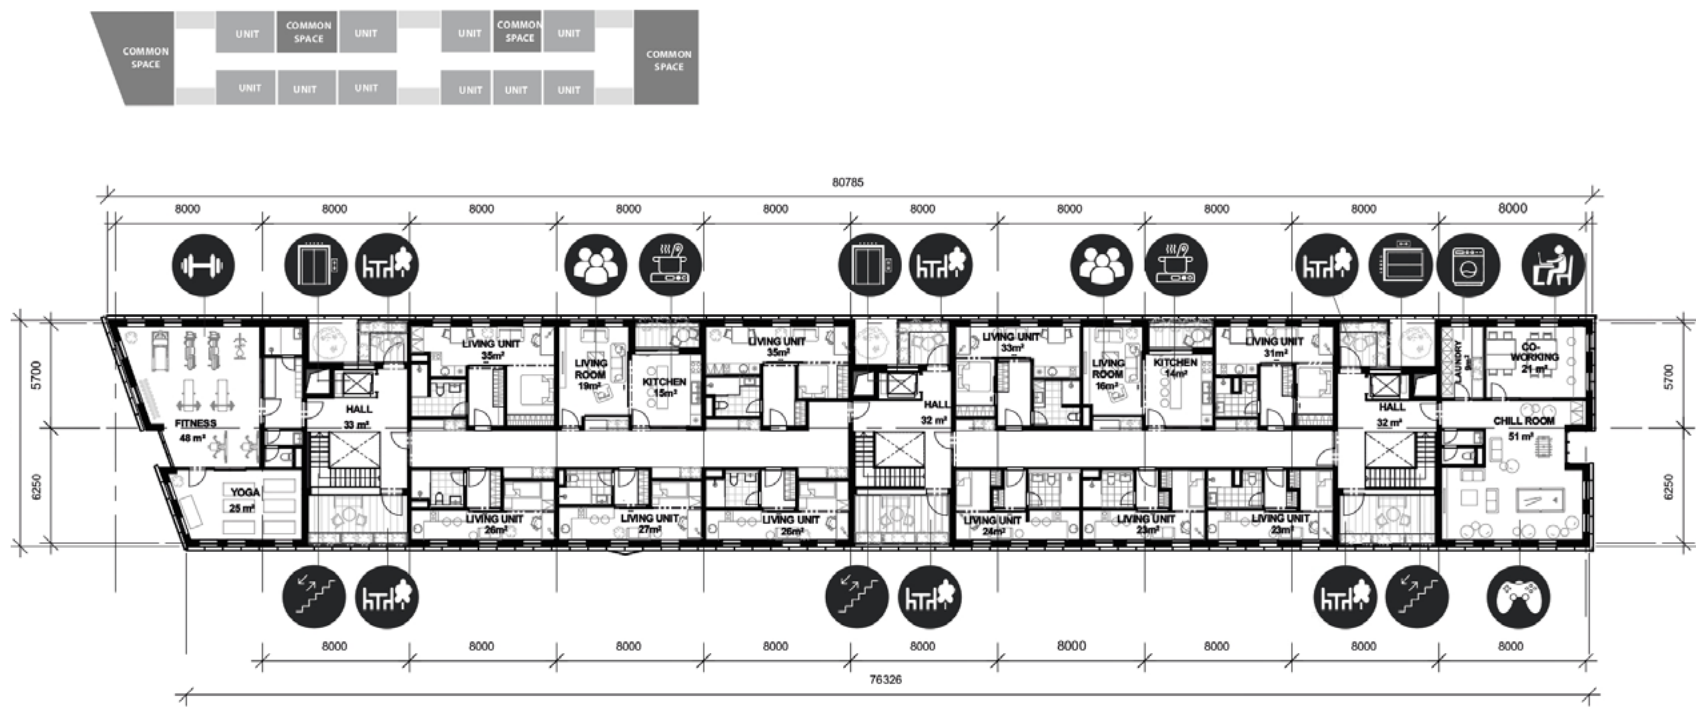 COMMON
SPACE
UNIT
COMMON
SPACE
UNIT
UNIT
COMMON
SPACE
UNIT
COMMON
SPACE
UNIT
UNIT
UNIT
UNIT
UNIT
UNIT
80785
8000
8000
8000
8000
8000
8000
8000
8000
8000
8000
5700
6250
5700
6250
FITNESS
48 m²
YOGA
25 m²
HALL
33 m²
LIVING UNIT
35m²
LIVING
ROOM
19m²
KITCHEN
15m²
LIVING UNIT
35m²
HALL
32 m²
LIVING UNIT
33m²
LIVING
ROOM
16m²
KITCHEN
14m²
LIVING UNIT
31m²
HALL
32 m²
LAUNDRY
9m²
CO-
WORKING
21 m²
CHILL ROOM
51 m²
LIVING UNIT
26m²
LIVING UNIT
27m²
LIVING UNIT
26m²
LIVING UNIT
24m²
LIVING UNIT
23m²
LIVING UNIT
23m²
8000
8000
8000
8000
8000
8000
8000
8000
8000
76326